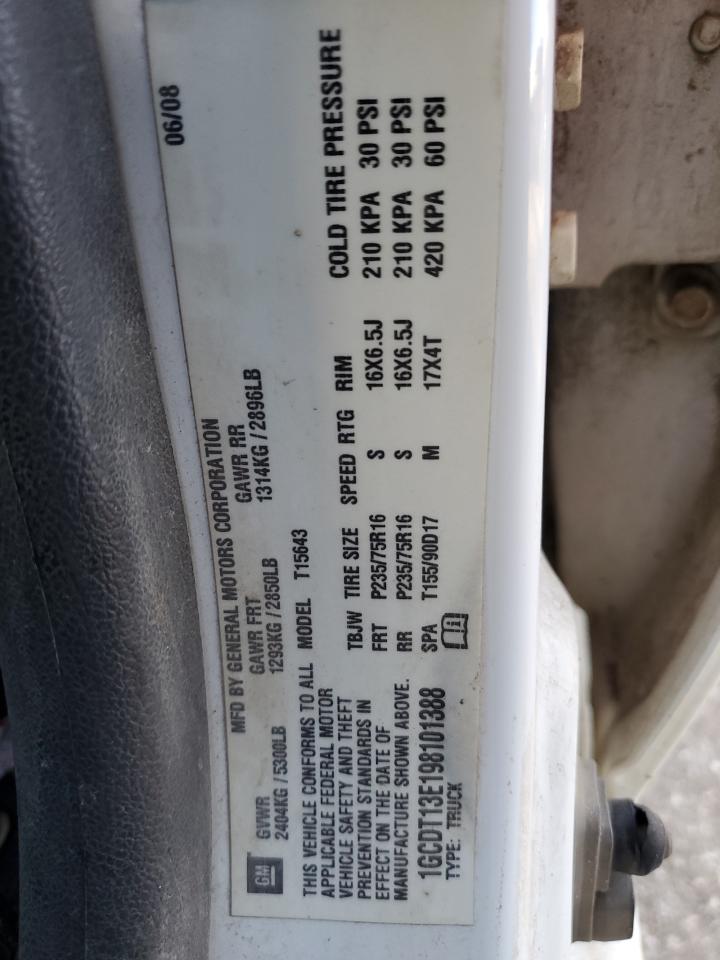 MFD BY GENERAL MOTORS CORPORATION 06/08
GM GVWR GAWR FRT GAWR RR
2404KG/5300LB 1293KG/2850LB 1314KG/2896LB
THIS VEHICLE CONFORMS TO ALL MODEL T15643
APPLICABLE FEDERAL MOTOR
VEHICLE SAFETY AND THEFT
PREVENTION STANDARDS IN
EFFECT ON THE DATE OF
MANUFACTURE SHOWN ABOVE.
1GCDT13E198101388
TYPE: TRUCK
TBJW TIRE SIZE SPEED RTG RIM COLD TIRE PRESSURE
FRT P235/75R16 S 16X6.5J 210 KPA 30 PSI
RR P235/75R16 S 16X6.5J 210 KPA 30 PSI
SPA T155/90D17 M 17X4T 420 KPA 60 PSI